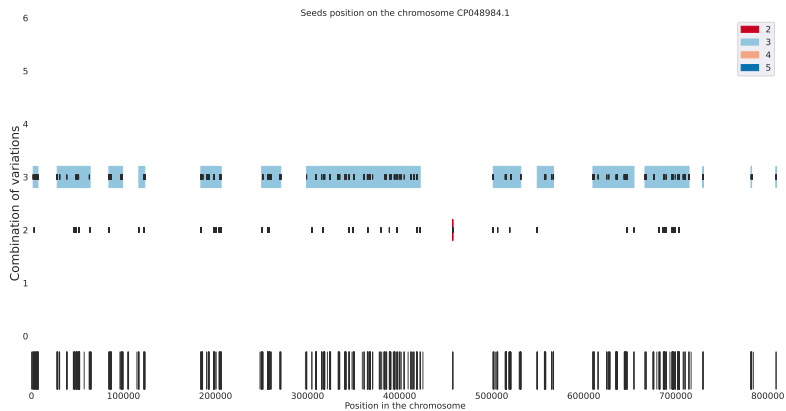 Seeds position on the chromosome CP048984.1
2
3
4
5
Combination of variations
6
5
4
3
2
1
0
0 100000 200000 300000 400000 500000 600000 700000 800000
Position in the chromosome